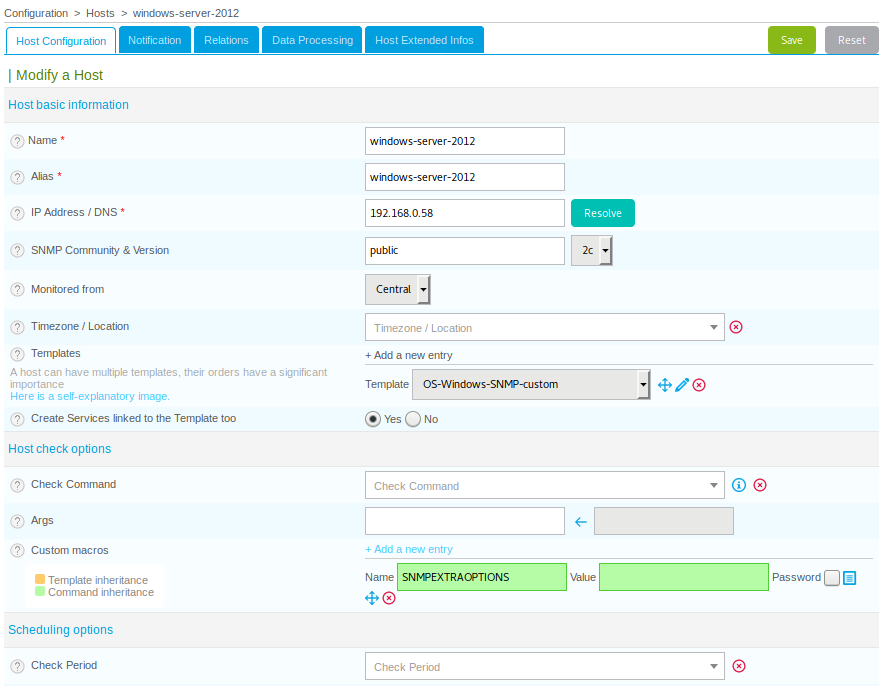 Configuration > Hosts > windows-server-2012
Host Configuration Notification Relations Data Processing Host Extended Infos Save Reset
| Modify a Host
Host basic information
? Name * windows-server-2012
? Alias * windows-server-2012
? IP Address / DNS * 192.168.0.58 Resolve
? SNMP Community & Version public 2c
? Monitored from Central
? Timezone / Location Timezone / Location
? Templates + Add a new entry
A host can have multiple templates, their orders have a significant
importance
Here is a self-explanatory image.
Template OS-Windows-SNMP-custom
? Create Services linked to the Template too Yes No
Host check options
? Check Command Check Command
? Args
? Custom macros + Add a new entry
Template inheritance
Command inheritance
Name SNMPEXTRAOPTIONS Value Password
Scheduling options
? Check Period Check Period